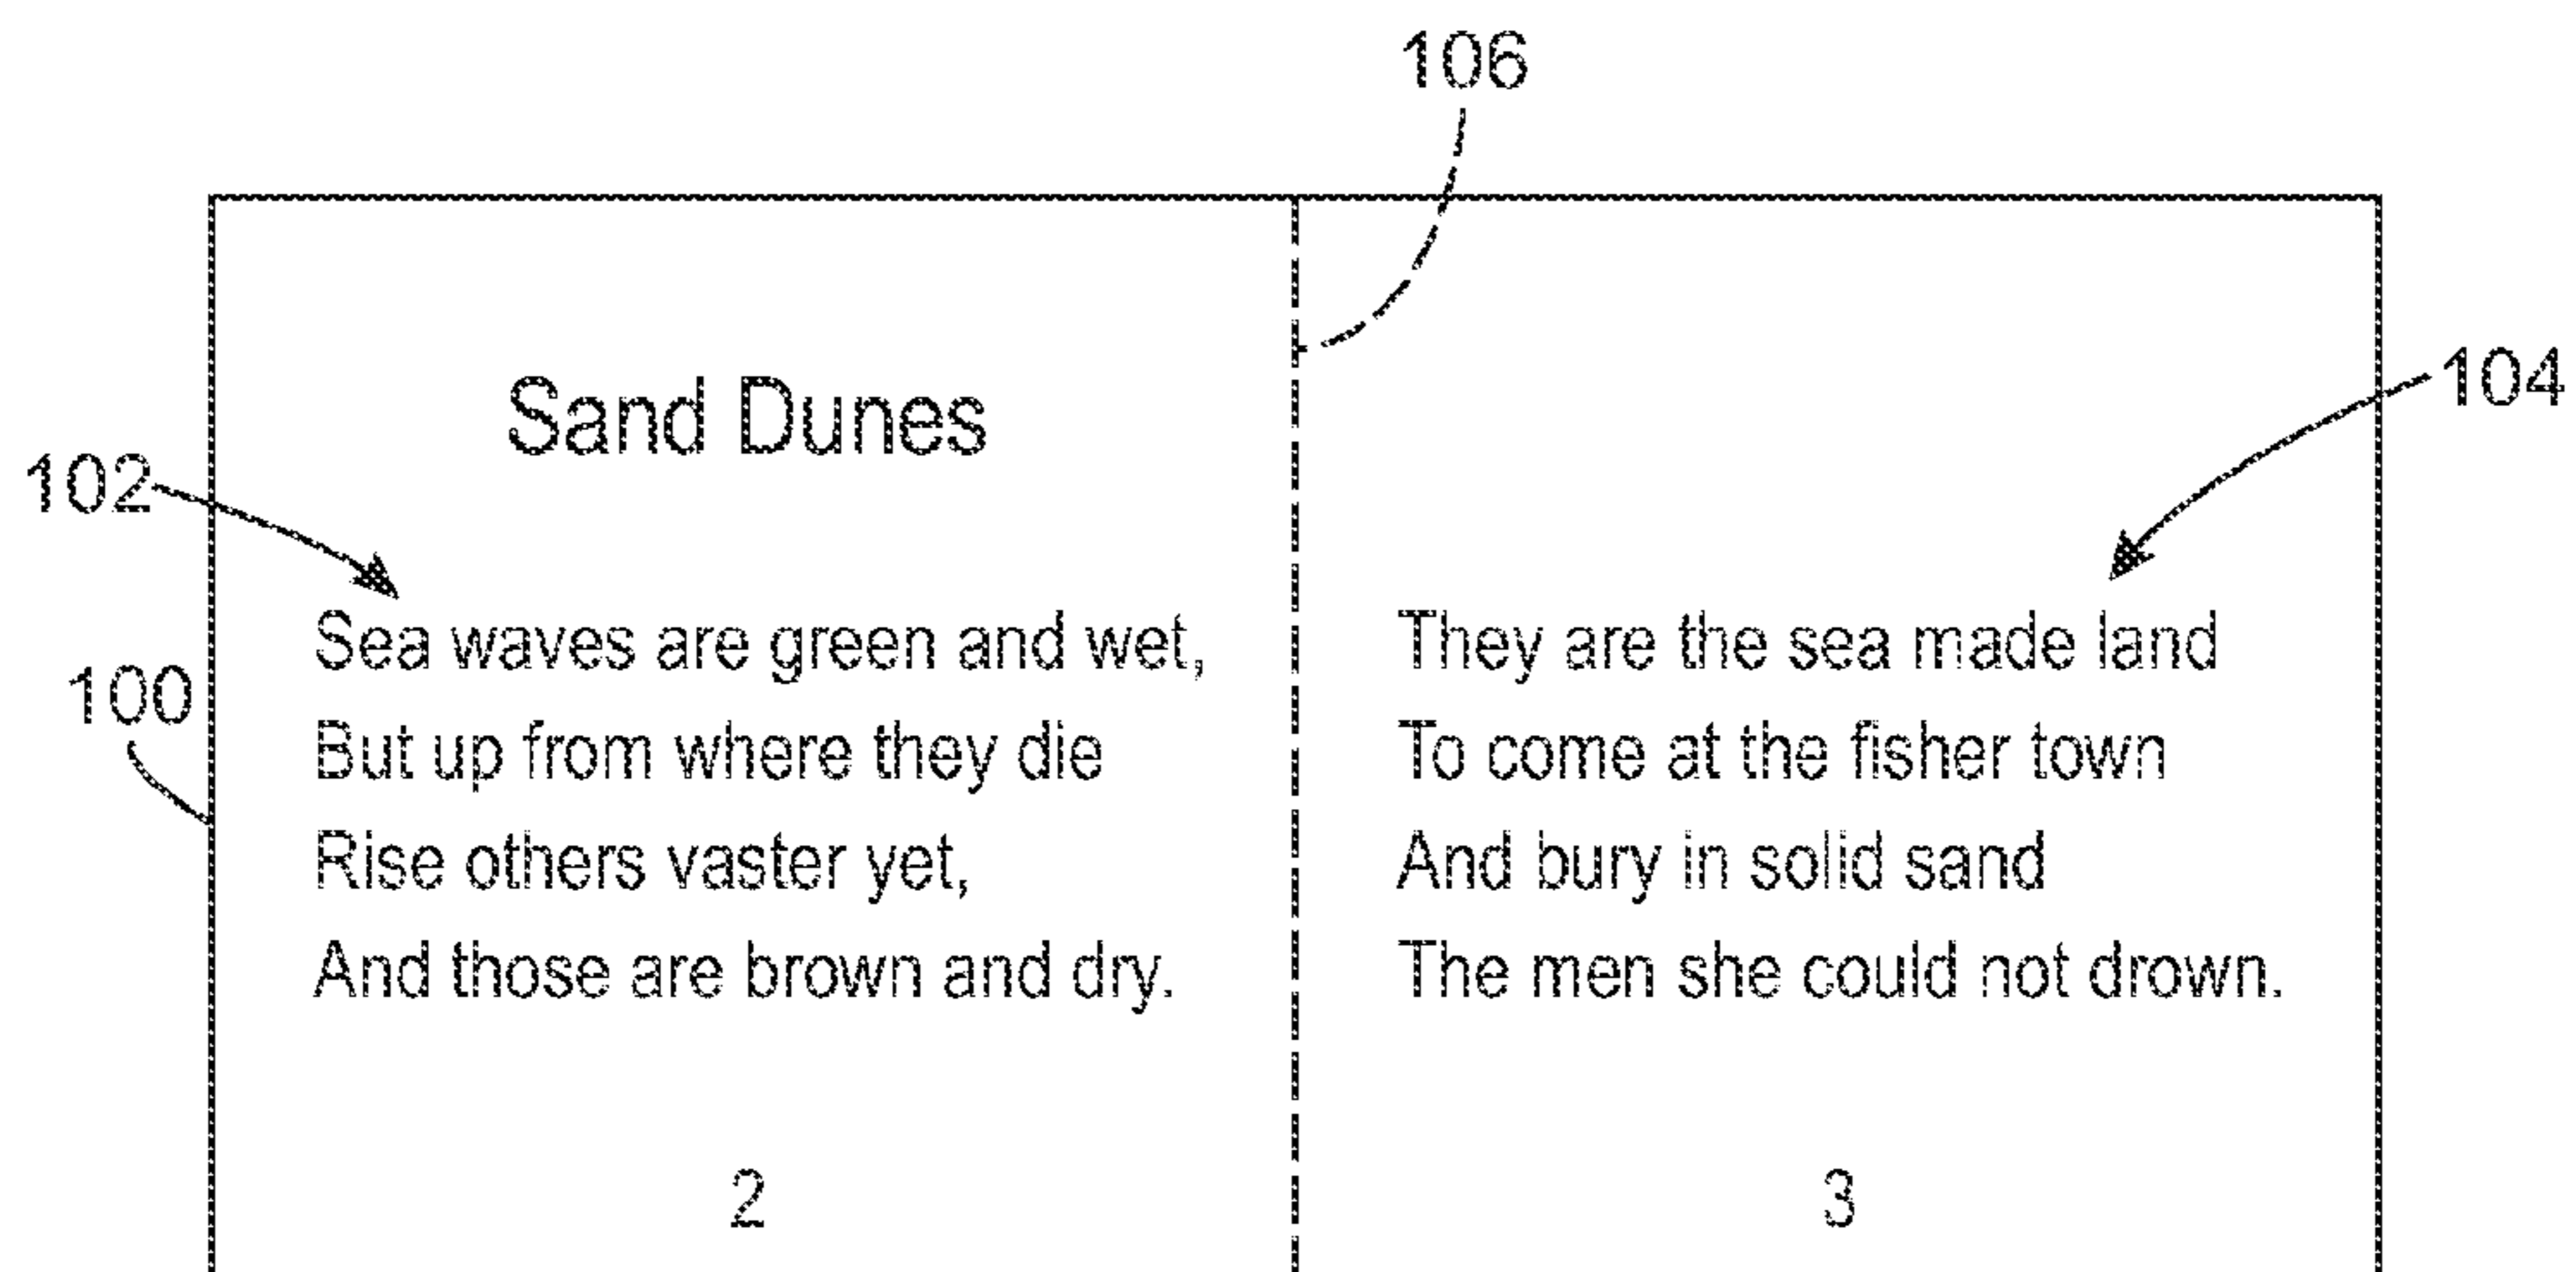 106
104
102
100
Sand Dunes
Sea waves are green and wet,
But up from where they die
Rise others vaster yet,
And those are brown and dry.
2
They are the sea made land
To come at the fisher town
And bury in solid sand
The men she could not drown.
3